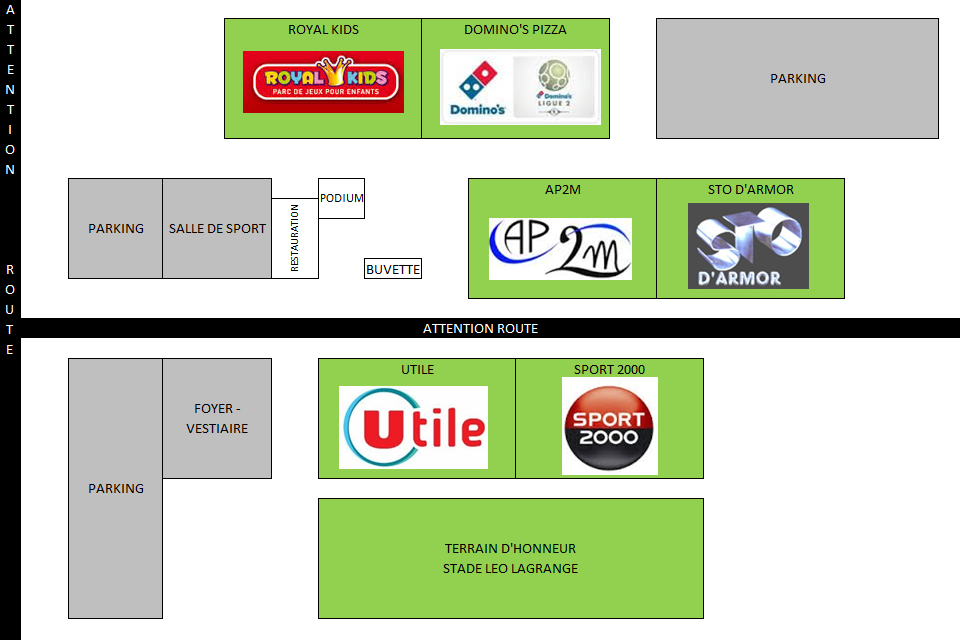 ATTENTION ROUTE
ROYAL KIDS
ROYAL KIDS
PARC DE JEUX POUR ENFANTS
DOMINO'S PIZZA
Domino's
Domino's
LIGUE 2
PARKING
PARKING
SALLE DE SPORT
RESTAURATION
PODIUM
BUVETTE
AP2M
AP2m
STO D'ARMOR
STO
D'ARMOR
ATTENTION ROUTE
PARKING
FOYER -
VESTIAIRE
UTILE
Utile
SPORT 2000
SPORT
2000
TERRAIN D'HONNEUR
STADE LEO LAGRANGE